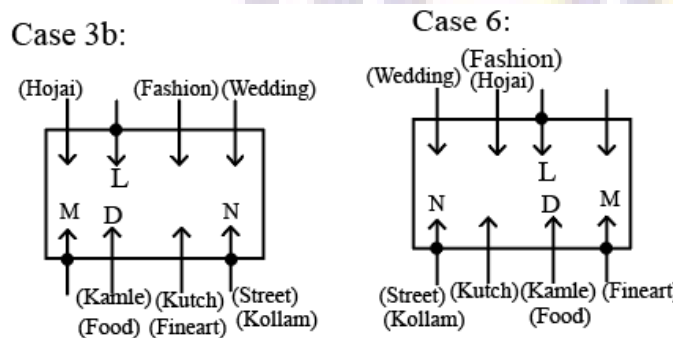 Case 3b:
(Hojai) (Fashion) (Wedding)
L
M D N
(Kamle) (Kutch) (Street)
(Food) (Fineart) (Kollam)
Case 6:
(Fashion)
(Wedding) (Hojai)
L
N D M
(Street) (Kutch) (Kamle) (Fineart)
(Kollam) (Food)